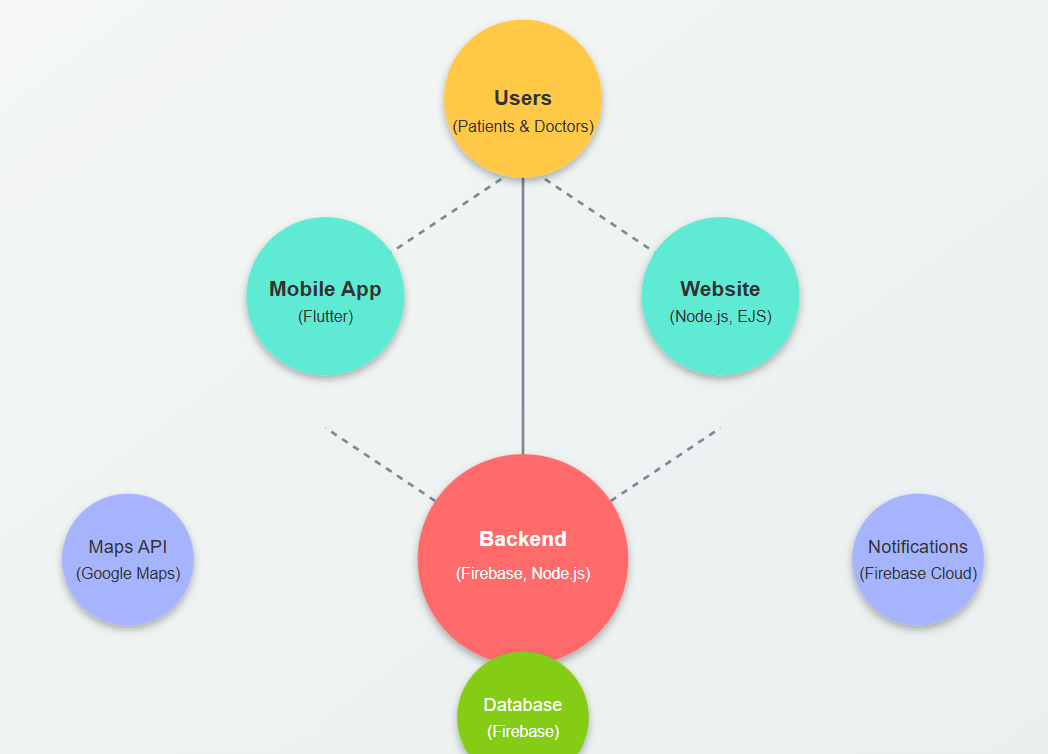 Users
(Patients & Doctors)
Mobile App
(Flutter)
Website
(Node.js, EJS)
Backend
(Firebase, Node.js)
Maps API
(Google Maps)
Notifications
(Firebase Cloud)
Database
(Firebase)